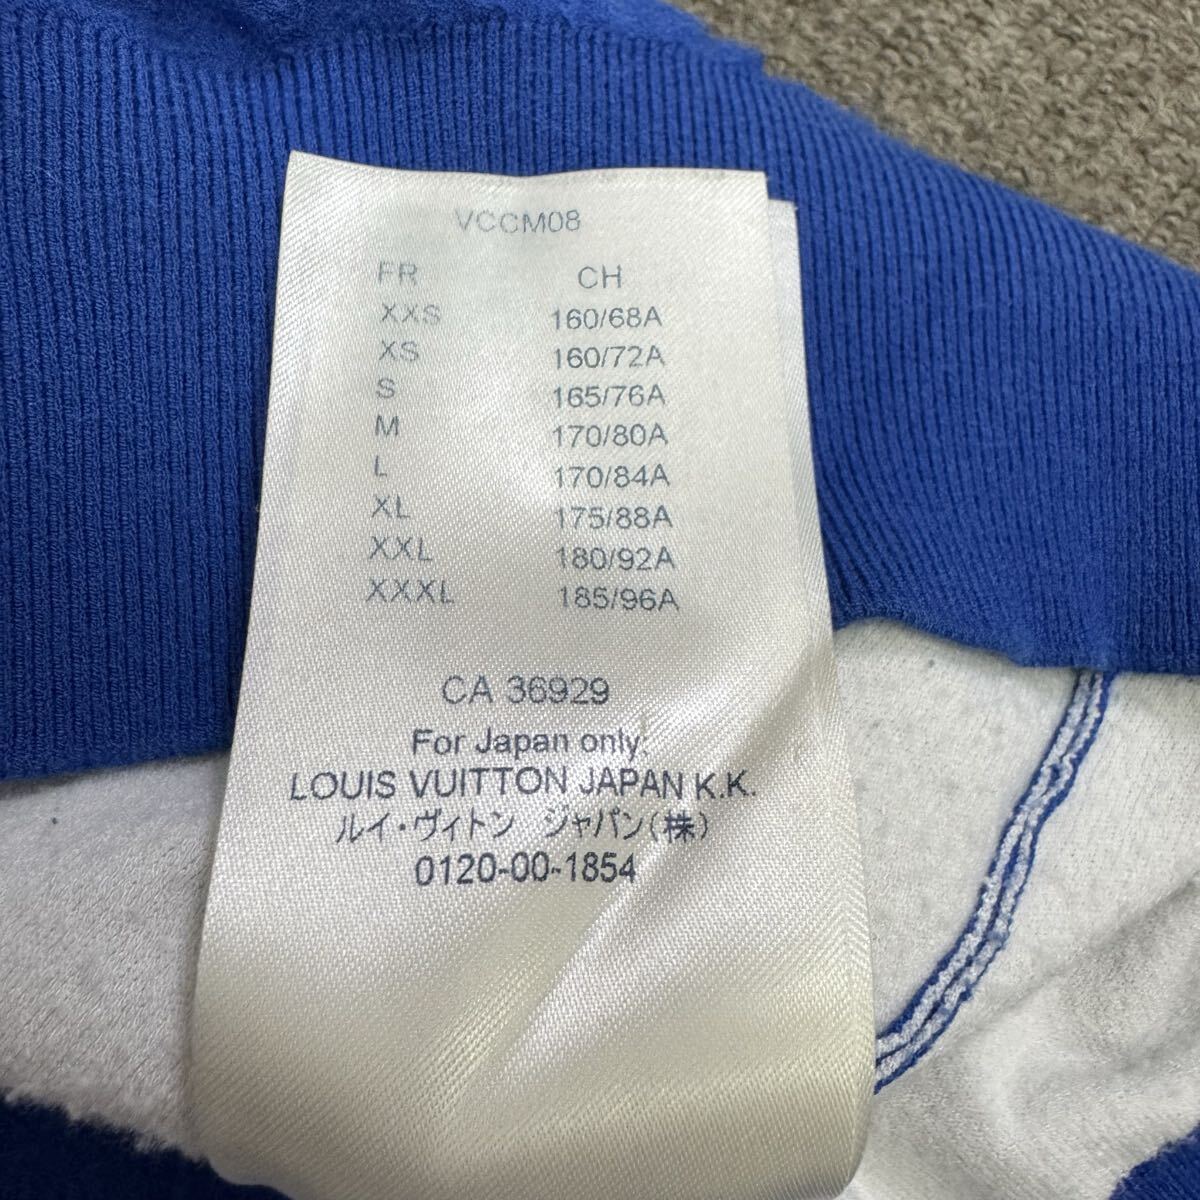 VCCM08
FR CH
XXS 160/68A
XS 160/72A
S 165/76A
M 170/80A
L 170/84A
XL 175/88A
XXL 180/92A
XXXL 185/96A
CA 36929
For Japan only:
LOUIS VUITTON JAPAN K.K.
ルイ・ヴィトン ジャパン(株)
0120-00-1854